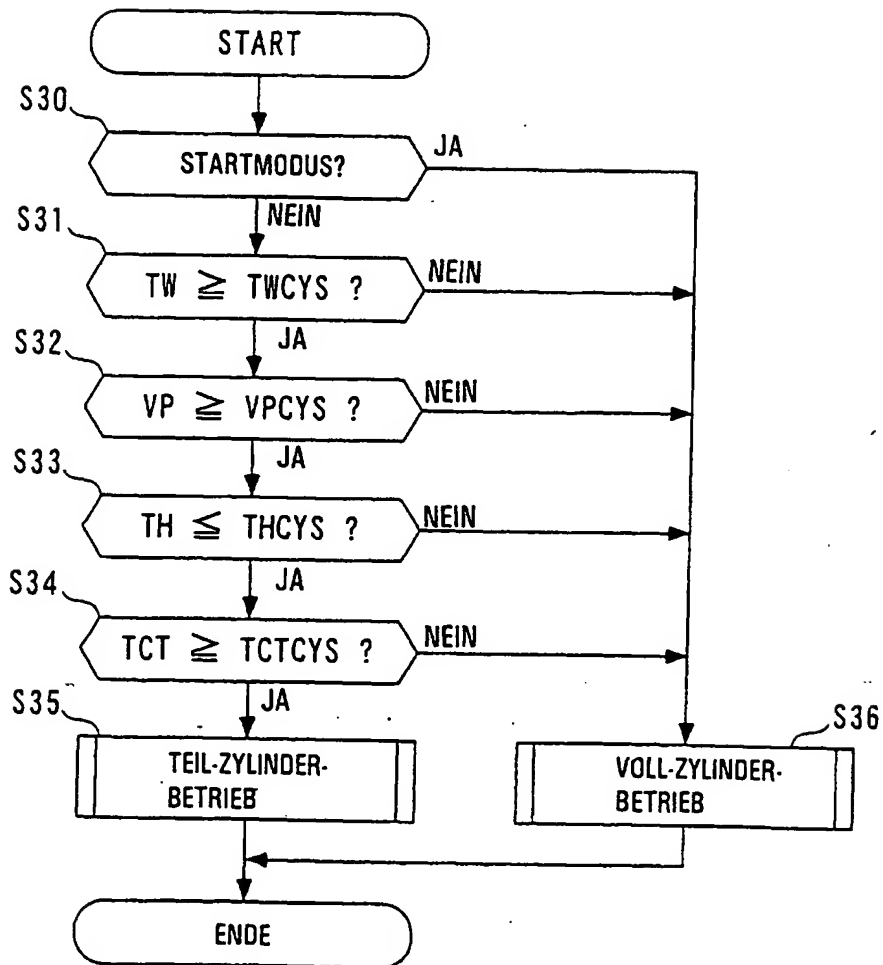 START
S30
STARTMODUS?
JA
NEIN
S31
TW ≧ TWCYS ?
NEIN
JA
S32
VP ≧ VPCYS ?
NEIN
JA
S33
TH ≦ THCYS ?
NEIN
JA
S34
TCT ≧ TCTCYS ?
NEIN
JA
S35
TEIL-ZYLINDER-
BETRIEB
S36
VOLL-ZYLINDER-
BETRIEB
ENDE